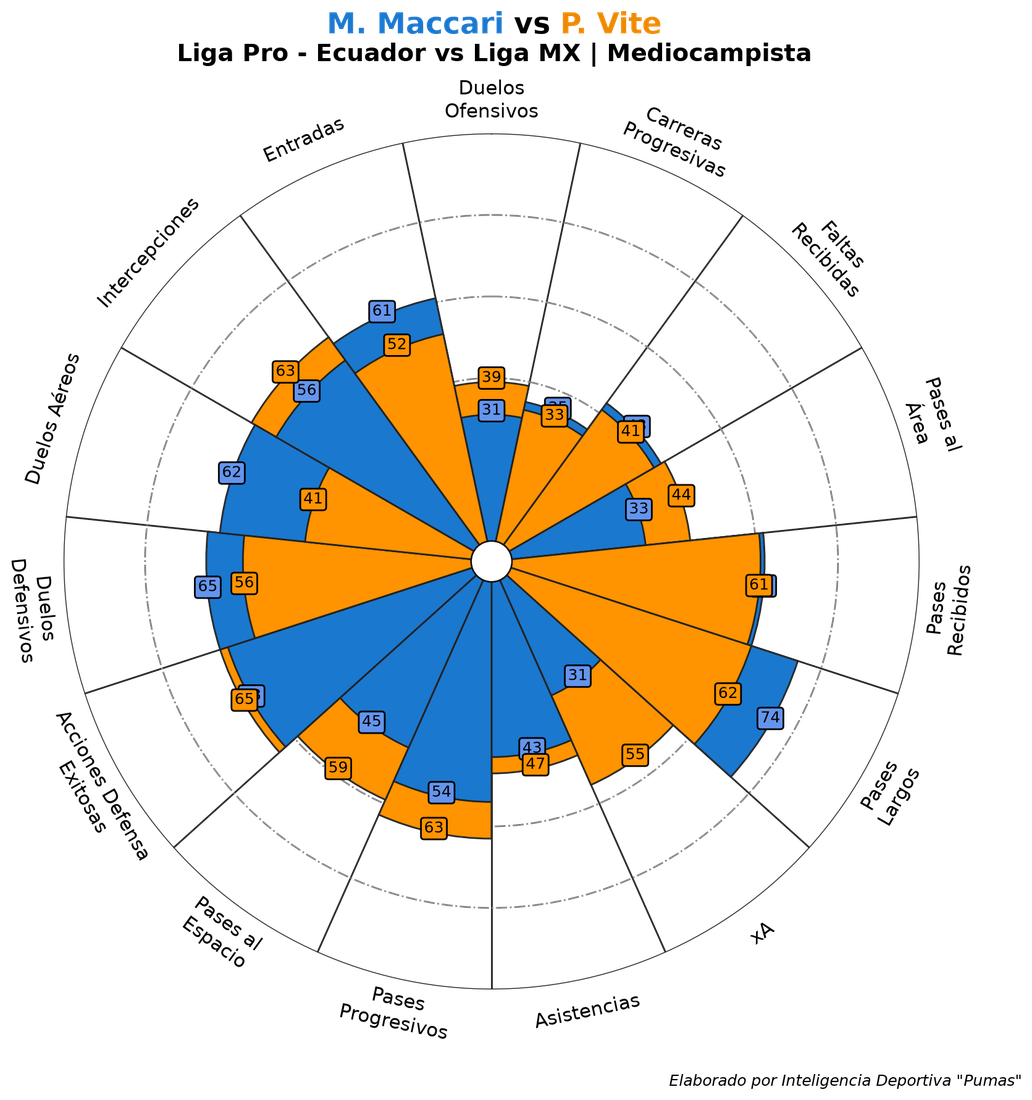 M. Maccari vs P. Vite
Liga Pro - Ecuador vs Liga MX | Mediocampista
Duelos
Ofensivos
Carreras
Progresivas
Faltas
Recibidas
Pases al
Área
Pases
Recibidos
Pases
Largos
xA
Asistencias
Pases
Progresivos
Pases al
Espacio
Acciones Defensa
Exitosas
Duelos
Defensivos
Duelos Aéreos
Intercepciones
Entradas
39
31
33
41
44
33
61
62
74
31
55
43
47
54
63
45
59
65
65
56
62
41
63
56
61
52
Elaborado por Inteligencia Deportiva "Pumas"